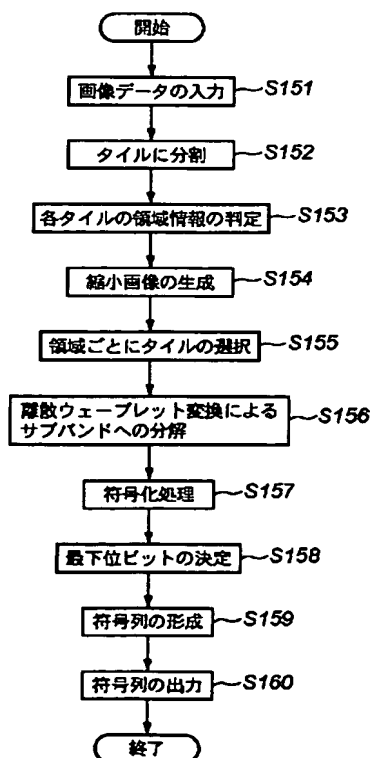 開始
画像データの入力 S151
タイルに分割 S152
各タイルの領域情報の判定 S153
縮小画像の生成 S154
領域ごとにタイルの選択 S155
離散ウェーブレット変換による
サブバンドへの分解 S156
符号化処理 S157
最下位ビットの決定 S158
符号列の形成 S159
符号列の出力 S160
終了